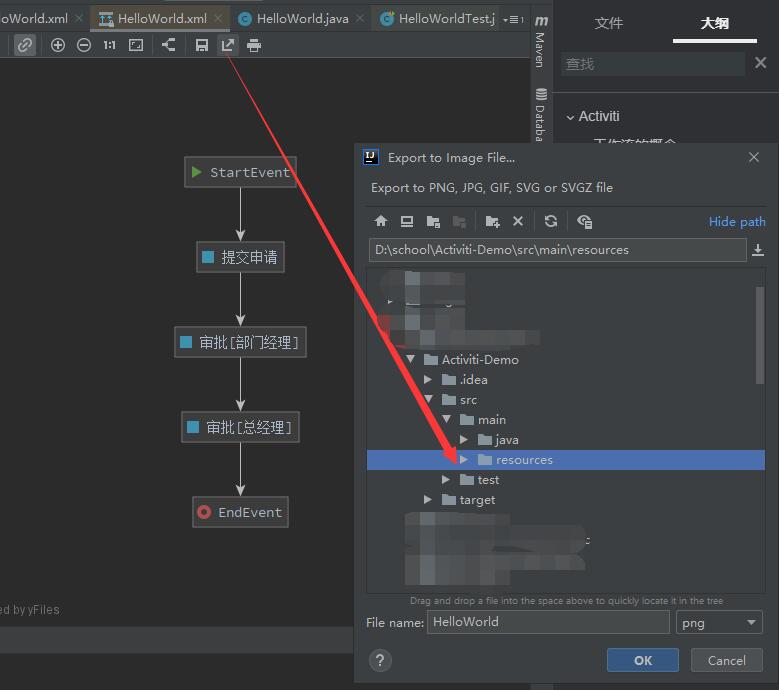 oWorld.xml HelloWorld.xml HelloWorld.java HelloWorldTest.j
1
1:1
m Maven
Databa
文件 大纲
查找
Activiti
StartEvent
提交申请
审批[部门经理]
审批[总经理]
EndEvent
ed by yFiles
Export to Image File...
Export to PNG, JPG, GIF, SVG or SVGZ file
Hide path
D:\school\Activiti-Demo\src\main\resources
Activiti-Demo
.idea
src
main
java
resources
test
target
Drag and drop a file into the space above to quickly locate it in the tree
File name: HelloWorld png
? OK Cancel